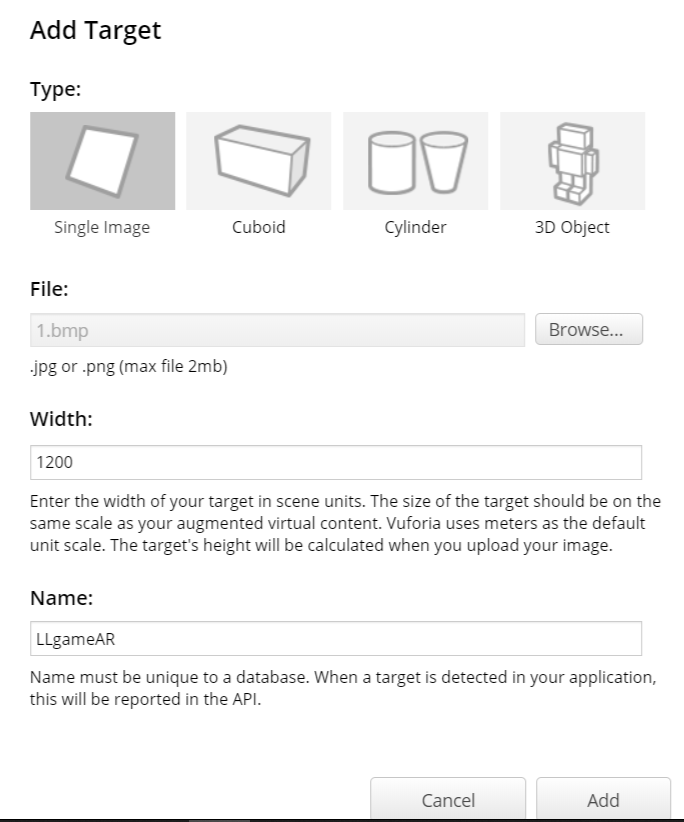 Add Target
Type:
Single Image
Cuboid
Cylinder
3D Object
File:
1.bmp
Browse...
.jpg or .png (max file 2mb)
Width:
1200
Enter the width of your target in scene units. The size of the target should be on the
same scale as your augmented virtual content. Vuforia uses meters as the default
unit scale. The target's height will be calculated when you upload your image.
Name:
LLgameAR
Name must be unique to a database. When a target is detected in your application,
this will be reported in the API.
Cancel
Add